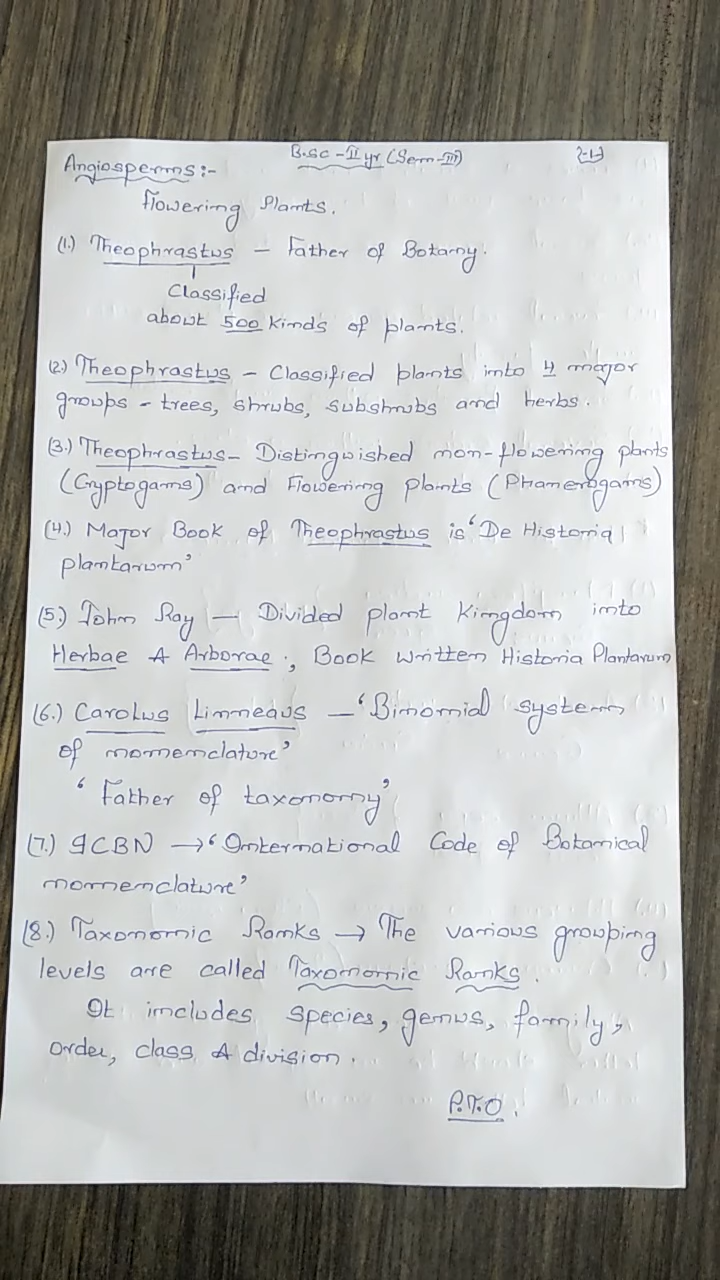 B.sc - II yr (Sem-III)
Angiosperms:-
Flowering Plants.
(1.) Theophrastus - Father of Botany.
Classified
about 500 kinds of plants.
(2.) Theophrastus - Classified plants into 4 major
groups - trees, shrubs, subshrubs and herbs.
(3.) Theophrastus- Distinguished non-flowering plants
(Cryptogams) and Flowering plants (Phanerogams)
(4.) Major Book of Theophrastus is 'De Historia
plantarum'
(5.) John Ray - Divided plant kingdom into
Herbae & Arborae ; Book written Historia Plantarum
(6.) Carolus Linneaus - 'Binomial system
of nomenclature'
'Father of taxonomy'
(7.) ICBN → 'International Code of Botanical
nomenclature'
(8.) Taxonomic Ranks → The various grouping
levels are called Taxonomic Ranks.
It includes species, genus, family,
order, class & division.
P.T.O.